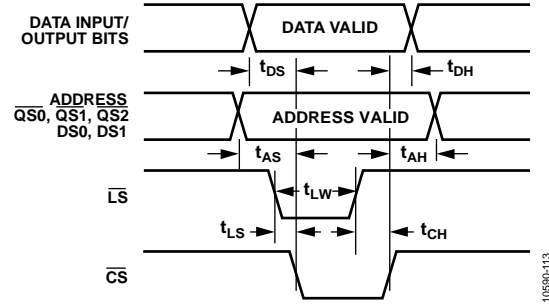 DATA INPUT/
OUTPUT BITS
DATA VALID
tDS
tDH
ADDRESS
QS0, QS1, QS2
DS0, DS1
ADDRESS VALID
tAS
tAH
LS
tLW
tLS
tCH
CS
10590-113